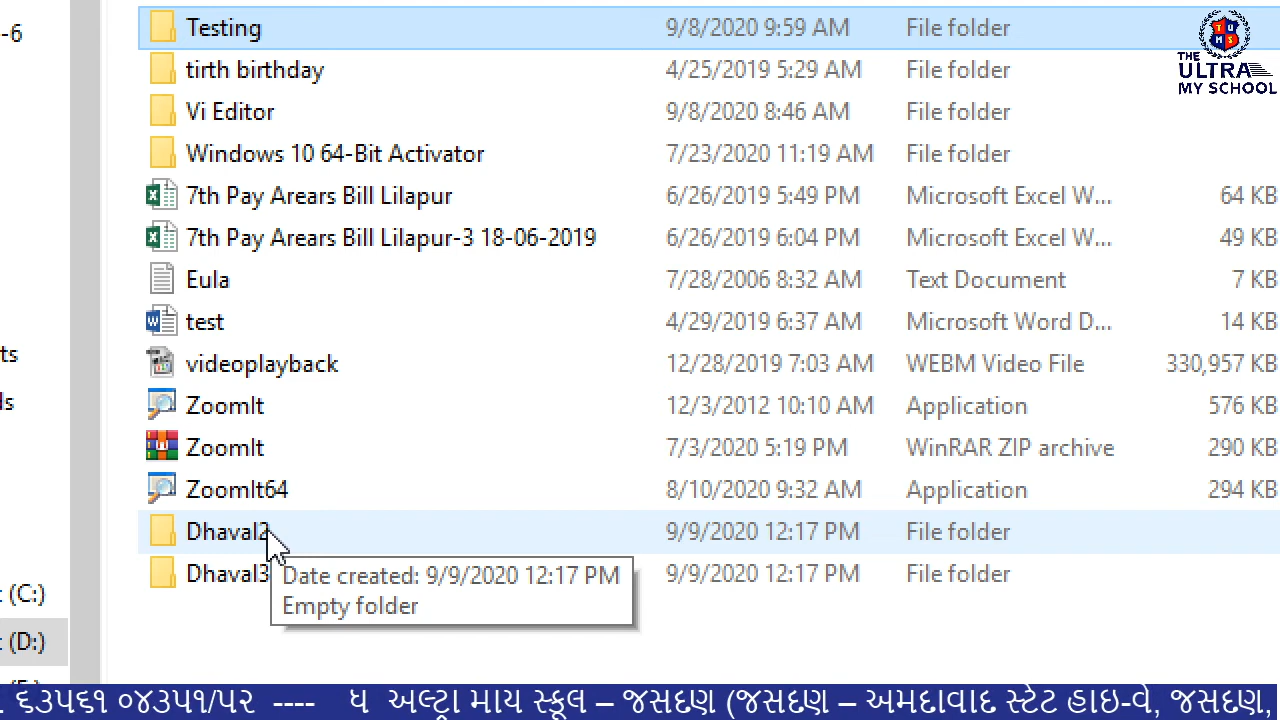 -6
Testing 9/8/2020 9:59 AM File folder
THE
ULTRA
MY SCHOOL
tirth birthday 4/25/2019 5:29 AM File folder
Vi Editor 9/8/2020 8:46 AM File folder
Windows 10 64-Bit Activator 7/23/2020 11:19 AM File folder
7th Pay Arears Bill Lilapur 6/26/2019 5:49 PM Microsoft Excel W... 64 KB
7th Pay Arears Bill Lilapur-3 18-06-2019 6/26/2019 6:04 PM Microsoft Excel W... 49 KB
Eula 7/28/2006 8:32 AM Text Document 7 KB
test 4/29/2019 6:37 AM Microsoft Word D... 14 KB
ts
videoplayback 12/28/2019 7:03 AM WEBM Video File 330,957 KB
ZoomIt 12/3/2012 10:10 AM Application 576 KB
ZoomIt 7/3/2020 5:19 PM WinRAR ZIP archive 290 KB
ZoomIt64 8/10/2020 9:32 AM Application 294 KB
Dhaval2 9/9/2020 12:17 PM File folder
Dhaval3 9/9/2020 12:17 PM File folder
Date created: 9/9/2020 12:17 PM
Empty folder
(C:)
(D:)
૬૩૫૬૧ ૦૪૩૫૧/૫૨ ---- ધ અલ્ટ્રા માય સ્કૂલ – જસદણ (જસદણ – અમદાવાદ સ્ટેટ હાઇ-વે, જસદણ,